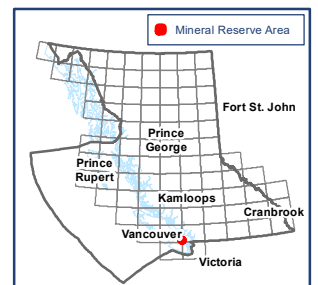 Mineral Reserve Area
Fort St. John
Prince
George
Prince
Rupert
Kamloops
Cranbrook
Vancouver
Victoria